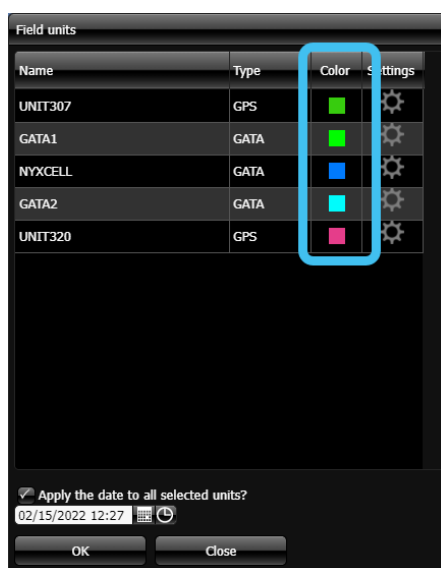 Field units
Name Type Color Settings
UNIT307 GPS
GATA1 GATA
NYXCELL GATA
GATA2 GATA
UNIT320 GPS
Apply the date to all selected units?
02/15/2022 12:27
OK Close